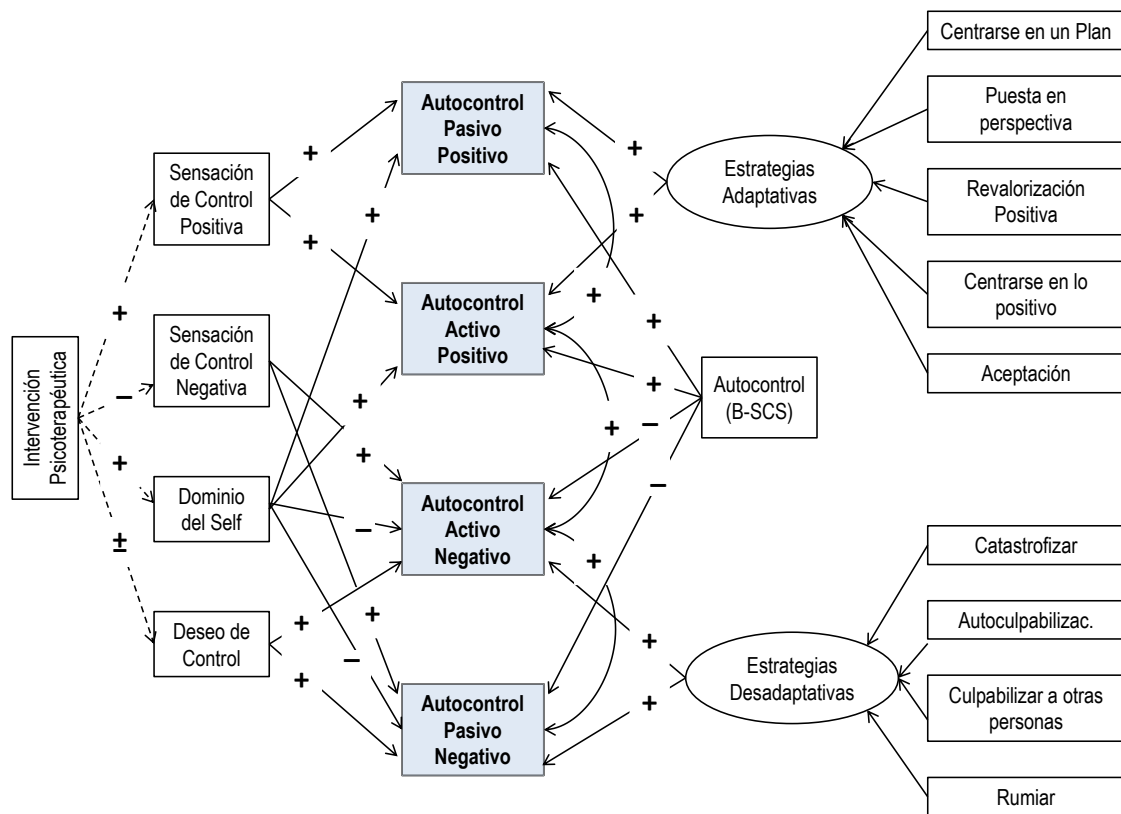 Intervención
Psicoterapéutica
+
−
+
±
Sensación
de Control
Positiva
Sensación
de Control
Negativa
Dominio
del Self
Deseo de
Control
+
+
+
+
+
−
+
−
+
+
Autocontrol
Pasivo
Positivo
Autocontrol
Activo
Positivo
Autocontrol
Activo
Negativo
Autocontrol
Pasivo
Negativo
+
+
+
+
+
+
−
−
+
+
+
Autocontrol
(B-SCS)
Estrategias
Adaptativas
Estrategias
Desadaptativas
Centrarse en un Plan
Puesta en
perspectiva
Revalorización
Positiva
Centrarse en lo
positivo
Aceptación
Catastrofizar
Autoculpabilizac.
Culpabilizar a otras
personas
Rumiar